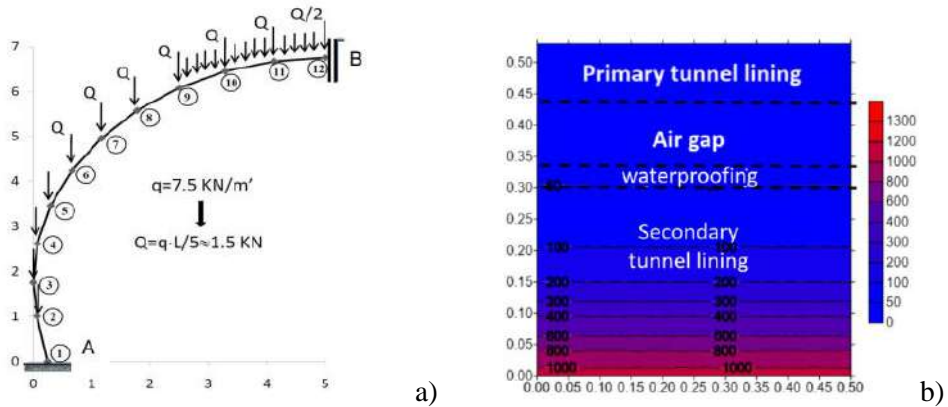 Q/2
Q
Q
Q
Q
Q
Q
Q
B
7
6
5
4
3
2
1
0
12
11
10
9
8
7
6
5
4
3
2
1
A
q=7.5 KN/m'
Q=q·L/5≈1.5 KN
0 1 2 3 4 5
a)
0.50
0.45
0.40
0.35
0.30
0.25
0.20
0.15
0.10
0.05
0.00
Primary tunnel lining
Air gap
waterproofing
Secondary
tunnel lining
100 100
200 200
400 400
600 600
800 800
1000 1000
0.00 0.05 0.10 0.15 0.20 0.25 0.30 0.35 0.40 0.45 0.50
1300
1200
1000
800
600
400
300
200
100
50
0
b)